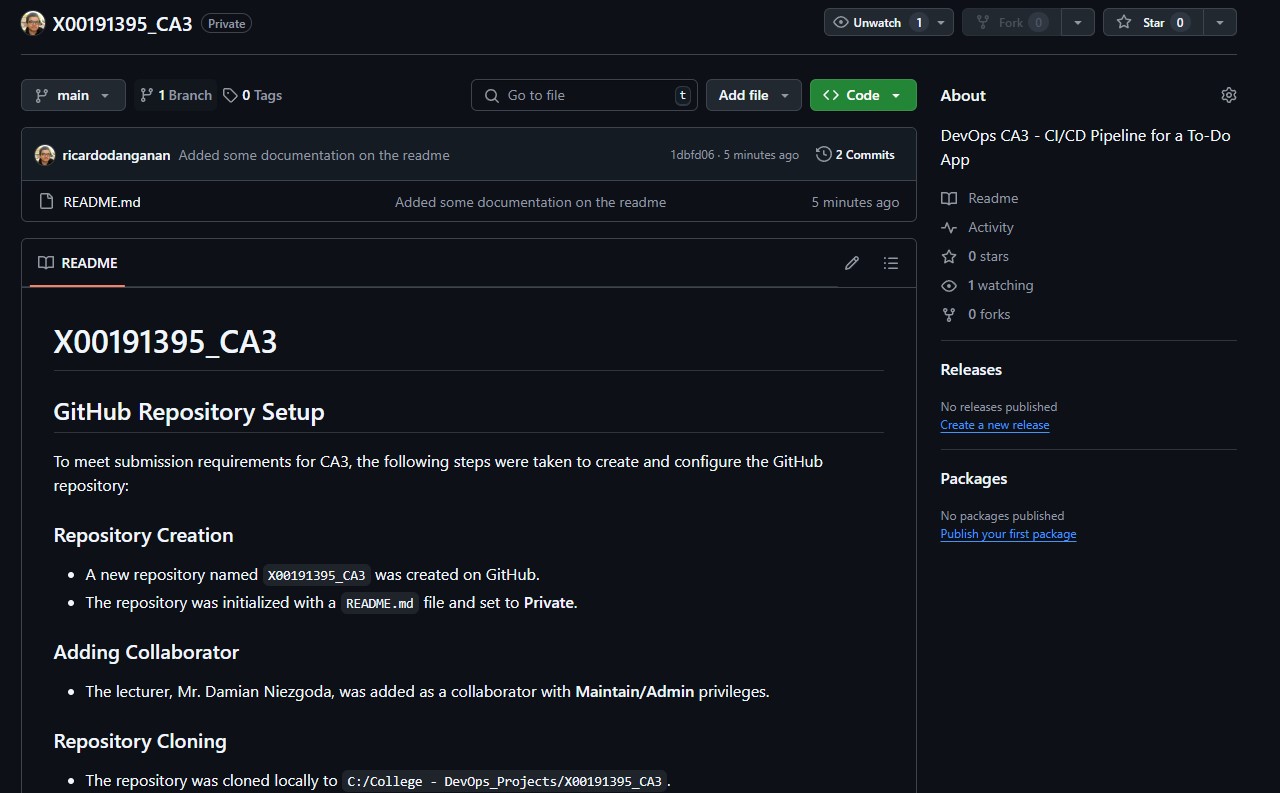 X00191395_CA3 Private
Unwatch 1
Fork 0
Star 0
main
1 Branch
0 Tags
Go to file t
Add file
Code
ricardodanganan Added some documentation on the readme 1dbfd06 · 5 minutes ago 2 Commits
README.md Added some documentation on the readme 5 minutes ago
README
X00191395_CA3
GitHub Repository Setup
To meet submission requirements for CA3, the following steps were taken to create and configure the GitHub
repository:
Repository Creation
• A new repository named X00191395_CA3 was created on GitHub.
• The repository was initialized with a README.md file and set to Private.
Adding Collaborator
• The lecturer, Mr. Damian Niezgoda, was added as a collaborator with Maintain/Admin privileges.
Repository Cloning
• The repository was cloned locally to C:/College - DevOps_Projects/X00191395_CA3.
About
DevOps CA3 - CI/CD Pipeline for a To-Do
App
Readme
Activity
0 stars
1 watching
0 forks
Releases
No releases published
Create a new release
Packages
No packages published
Publish your first package